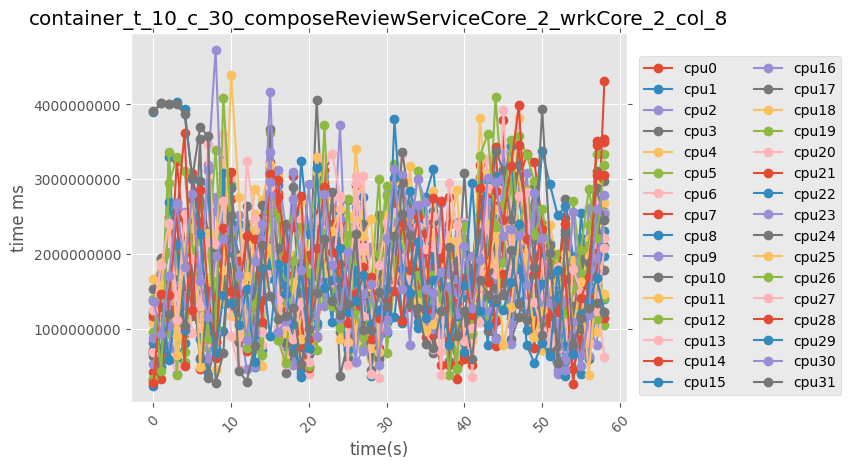 container_t_10_c_30_composeReviewServiceCore_2_wrkCore_2_col_8
time ms
4000000000
3000000000
2000000000
1000000000
0
10
20
30
40
50
60
time(s)
cpu0
cpu1
cpu2
cpu3
cpu4
cpu5
cpu6
cpu7
cpu8
cpu9
cpu10
cpu11
cpu12
cpu13
cpu14
cpu15
cpu16
cpu17
cpu18
cpu19
cpu20
cpu21
cpu22
cpu23
cpu24
cpu25
cpu26
cpu27
cpu28
cpu29
cpu30
cpu31